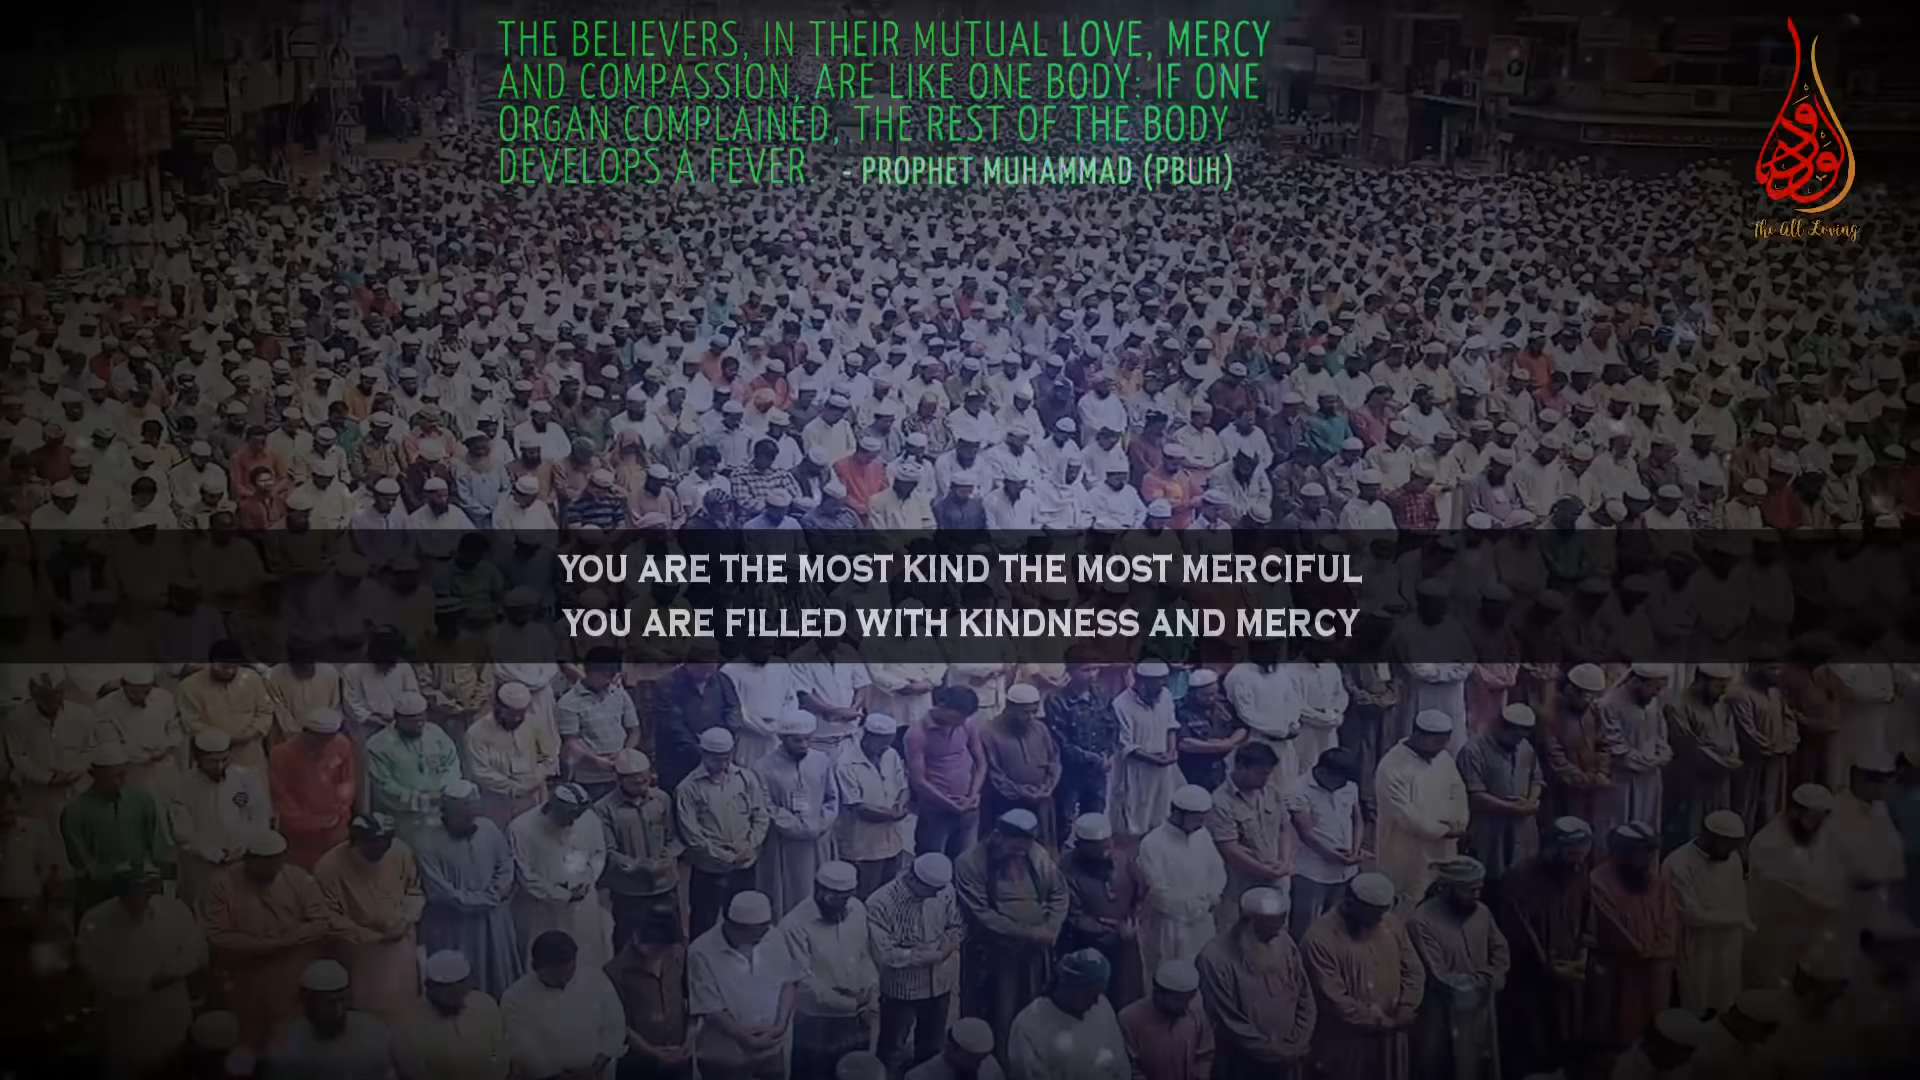 THE BELIEVERS, IN THEIR MUTUAL LOVE, MERCY
AND COMPASSION, ARE LIKE ONE BODY: IF ONE
ORGAN COMPLAINED, THE REST OF THE BODY
DEVELOPS A FEVER. - PROPHET MUHAMMAD (PBUH)
الودود
The All Loving
YOU ARE THE MOST KIND THE MOST MERCIFUL
YOU ARE FILLED WITH KINDNESS AND MERCY